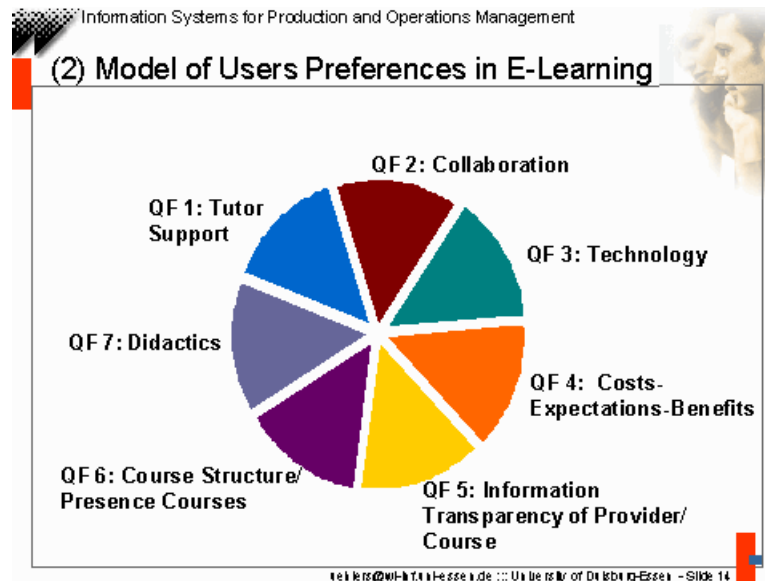 Information Systems for Production and Operations Management
(2) Model of Users Preferences in E-Learning
QF 2: Collaboration
QF 1: Tutor
Support
QF 3: Technology
QF 7: Didactics
QF 4: Costs-
Expectations-Benefits
QF 6: Course Structure/
Presence Courses
QF 5: Information
Transparency of Provider/
Course
::: University of Duisburg-Essen - Slide 14